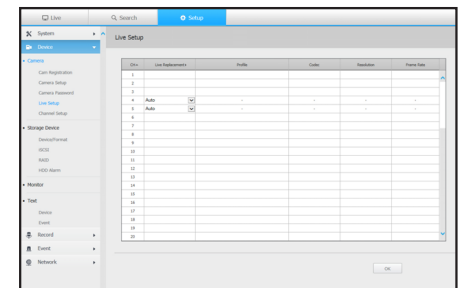 Live
Search
Setup
System
Device
Camera
Cam Registration
Camera Setup
Camera Password
Live Setup
Channel Setup
Storage Device
Device/Format
iSCSI
RAID
HDD Alarm
Monitor
Text
Device
Event
Record
Event
Network
Live Setup
CH Live Deployment Profile Codec Resolution Frame Rate
1
2
3
4 Auto - - - -
5 Auto - - - -
6
7
8
9
10
11
12
13
14
15
16
17
18
19
20
OK